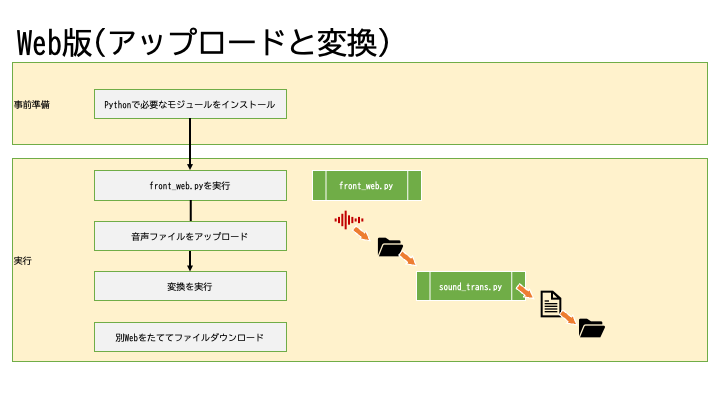 Web版(アップロードと変換)
事前準備
Pythonで必要なモジュールをインストール
front_web.pyを実行
front_web.py
音声ファイルをアップロード
実行
変換を実行
sound_trans.py
別Webをたててファイルダウンロード